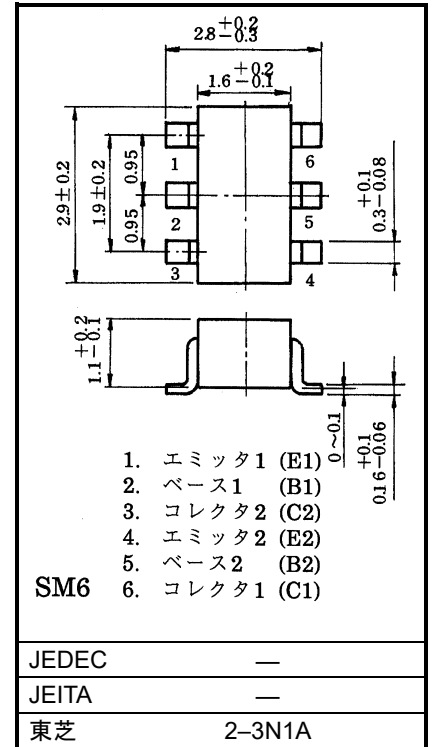 2.8 +0.2 −0.3
1.6 +0.2 −0.1
2.9±0.2
1.9±0.2
0.95
0.95
1
2
3
6
5
4
+0.1
0.3−0.08
+0.2
1.1−0.1
0～0.1
+0.1
0.16−0.06
1. エミッタ1 (E1)
2. ベース1 (B1)
3. コレクタ2 (C2)
4. エミッタ2 (E2)
5. ベース2 (B2)
SM6 6. コレクタ1 (C1)
JEDEC —
JEITA —
東芝 2–3N1A